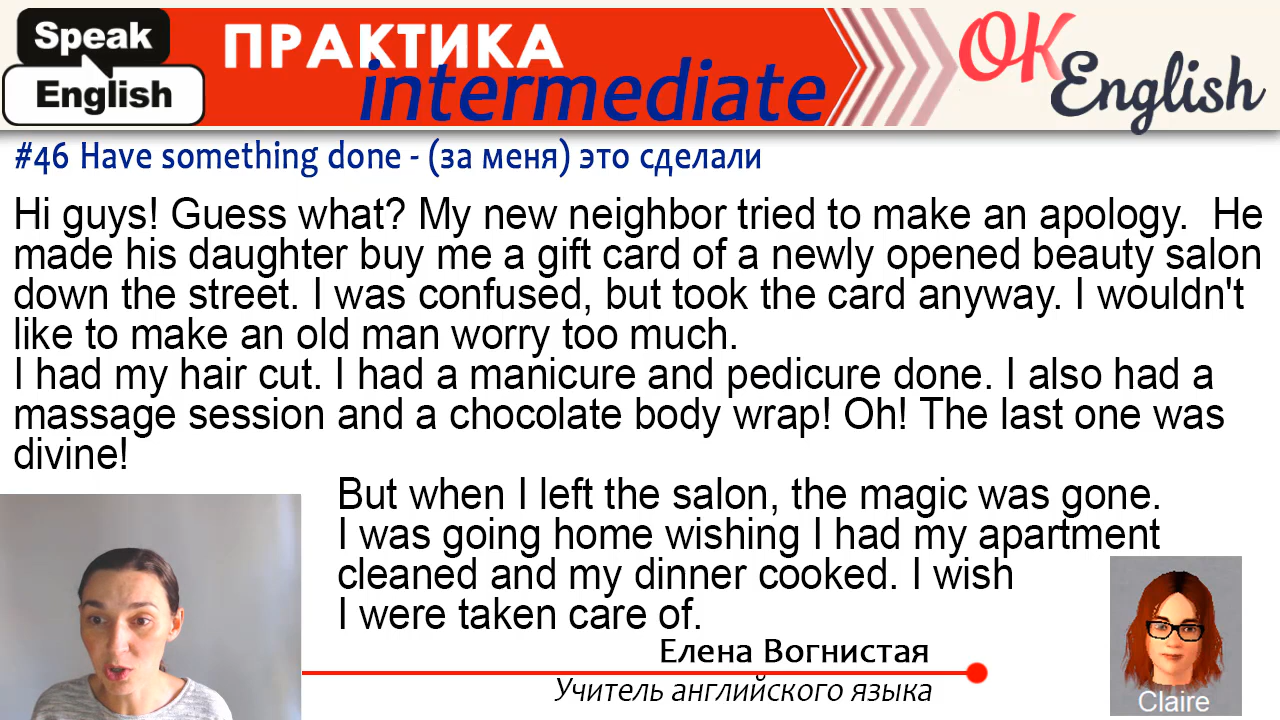 Speak
English
ПРАКТИКА
intermediate
OK
English
#46 Have something done - (за меня) это сделали
Hi guys! Guess what? My new neighbor tried to make an apology.  He
made his daughter buy me a gift card of a newly opened beauty salon
down the street. I was confused, but took the card anyway. I wouldn't
like to make an old man worry too much.
I had my hair cut. I had a manicure and pedicure done. I also had a
massage session and a chocolate body wrap! Oh! The last one was
divine!
But when I left the salon, the magic was gone.
I was going home wishing I had my apartment
cleaned and my dinner cooked. I wish
I were taken care of.
Елена Вогнистая
Учитель английского языка
Claire